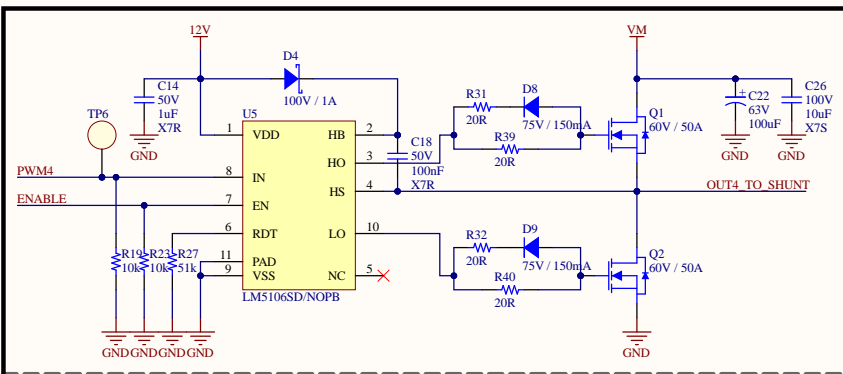 12V
VM
D4
100V / 1A
C14
50V
1uF
X7R
GND
TP6
U5
1
VDD
HB
2
HO
3
8
IN
HS
4
7
EN
6
RDT
LO
10
11
PAD
9
VSS
NC
5
LM5106SD/NOPB
C18
50V
100nF
X7R
R31
20R
D8
75V / 150mA
R39
20R
Q1
60V / 50A
C22
63V
100uF
+
GND
C26
100V
10uF
X7S
GND
PWM4
ENABLE
OUT4_TO_SHUNT
R19
10k
R23
10k
R27
51k
GND
GND
GND
GND
R32
20R
D9
75V / 150mA
R40
20R
Q2
60V / 50A
GND